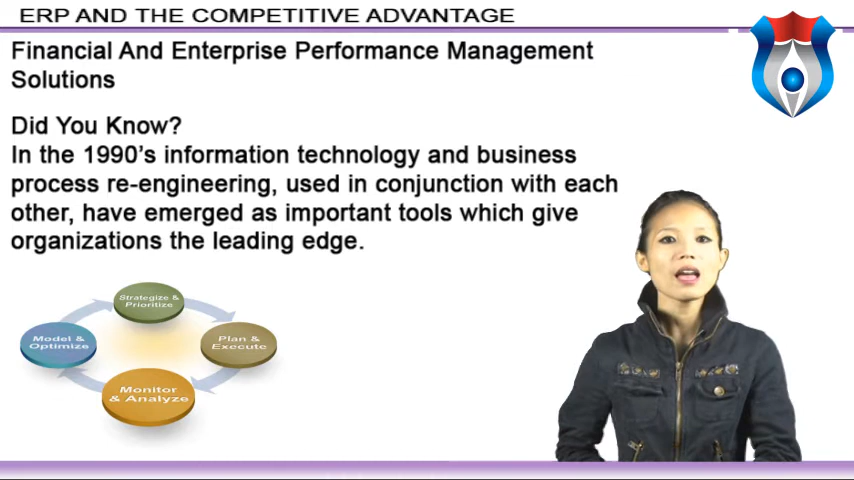 ERP AND THE COMPETITIVE ADVANTAGE
Financial And Enterprise Performance Management
Solutions
Did You Know?
In the 1990's information technology and business
process re-engineering, used in conjunction with each
other, have emerged as important tools which give
organizations the leading edge.
Strategize &
Prioritize
Model &
Optimize
Plan &
Execute
Monitor
& Analyze